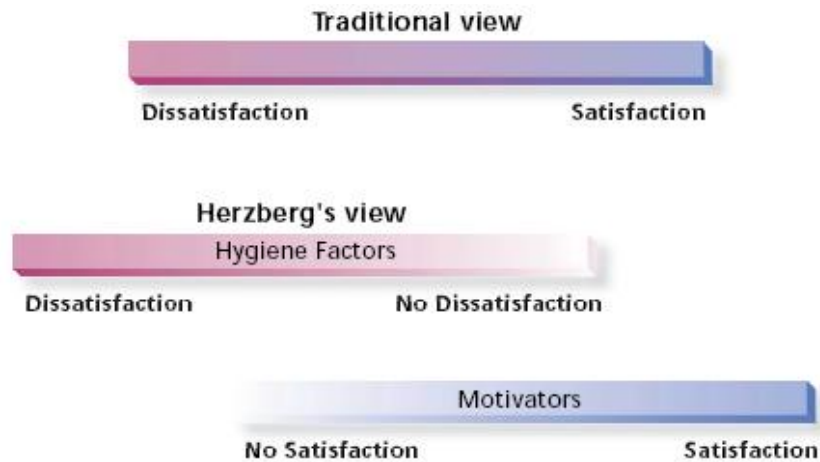 Traditional view
Dissatisfaction Satisfaction
Herzberg's view
Hygiene Factors
Dissatisfaction No Dissatisfaction
Motivators
No Satisfaction Satisfaction